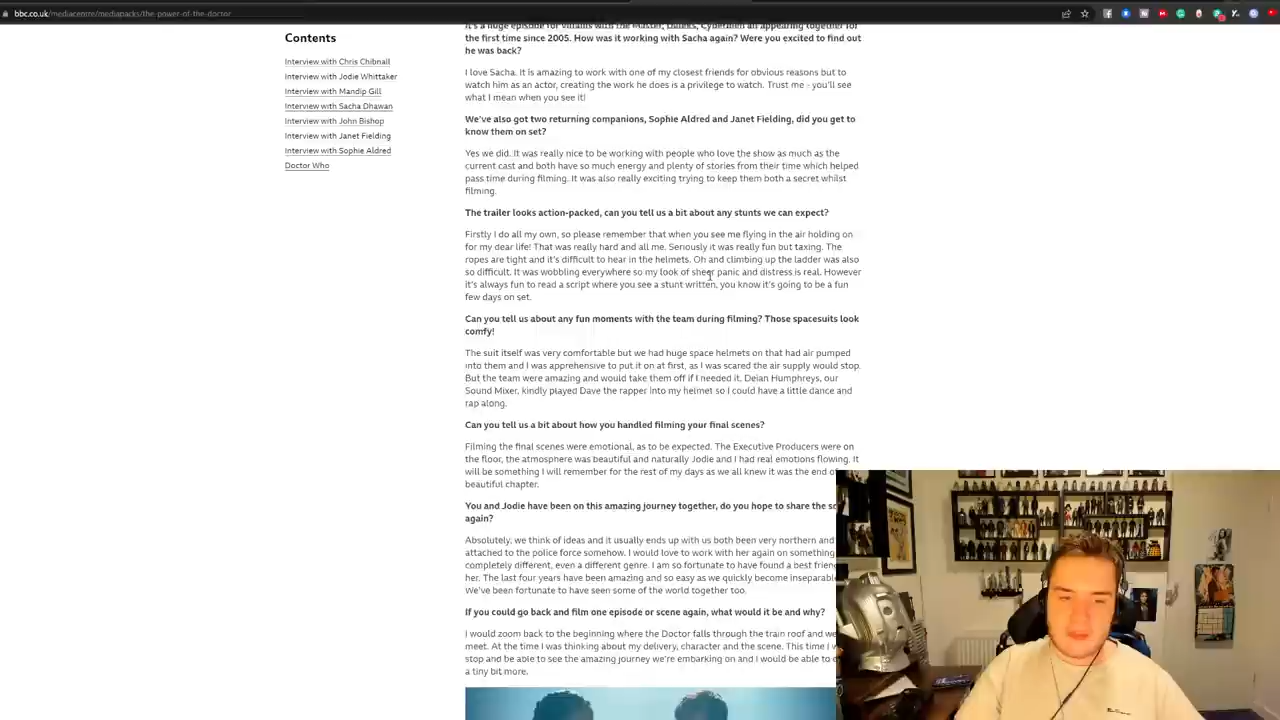 bbc.co.uk/mediacentre/mediapacks/the-power-of-the-doctor
Contents
Interview with Chris Chibnall
Interview with Jodie Whittaker
Interview with Mandip Gill
Interview with Sacha Dhawan
Interview with John Bishop
Interview with Janet Fielding
Interview with Sophie Aldred
Doctor Who
It's a huge episode for villains with the Master, Daleks, Cybermen all appearing together for
the first time since 2005. How was it working with Sacha again? Were you excited to find out
he was back?
I love Sacha. It is amazing to work with one of my closest friends for obvious reasons but to
watch him as an actor, creating the work he does is a privilege to watch. Trust me - you'll see
what I mean when you see it!
We've also got two returning companions, Sophie Aldred and Janet Fielding, did you get to
know them on set?
Yes we did. It was really nice to be working with people who love the show as much as the
current cast and both have so much energy and plenty of stories from their time which helped
pass time during filming. It was also really exciting trying to keep them both a secret whilst
filming.
The trailer looks action-packed, can you tell us a bit about any stunts we can expect?
Firstly I do all my own, so please remember that when you see me flying in the air holding on
for my dear life! That was really hard and all me. Seriously it was really fun but taxing. The
ropes are tight and it's difficult to hear in the helmets. Oh and climbing up the ladder was also
so difficult. It was wobbling everywhere so my look of sheer panic and distress is real. However
it's always fun to read a script where you see a stunt written, you know it's going to be a fun
few days on set.
Can you tell us about any fun moments with the team during filming? Those spacesuits look
comfy!
The suit itself was very comfortable but we had huge space helmets on that had air pumped
into them and I was apprehensive to put it on at first, as I was scared the air supply would stop.
But the team were amazing and would take them off if I needed it. Deian Humphreys, our
Sound Mixer, kindly played Dave the rapper into my helmet so I could have a little dance and
rap along.
Can you tell us a bit about how you handled filming your final scenes?
Filming the final scenes were emotional, as to be expected. The Executive Producers were on
the floor, the atmosphere was beautiful and naturally Jodie and I had real emotions flowing. It
will be something I will remember for the rest of my days as we all knew it was the end of
beautiful chapter.
You and Jodie have been on this amazing journey together, do you hope to share the
again?
Absolutely, we think of ideas and it usually ends up with us both been very northern and
attached to the police force somehow. I would love to work with her again on something
completely different, even a different genre. I am so fortunate to have found a best
her. The last four years have been amazing and so easy as we quickly become
We've been fortunate to have seen some of the world together too.
If you could go back and film one episode or scene again, what would it be and why?
I would zoom back to the beginning where the Doctor falls through the train roof and
meet. At the time I was thinking about my delivery, character and the scene. This time I
stop and be able to see the amazing journey we're embarking on and I would be able to
a tiny bit more.